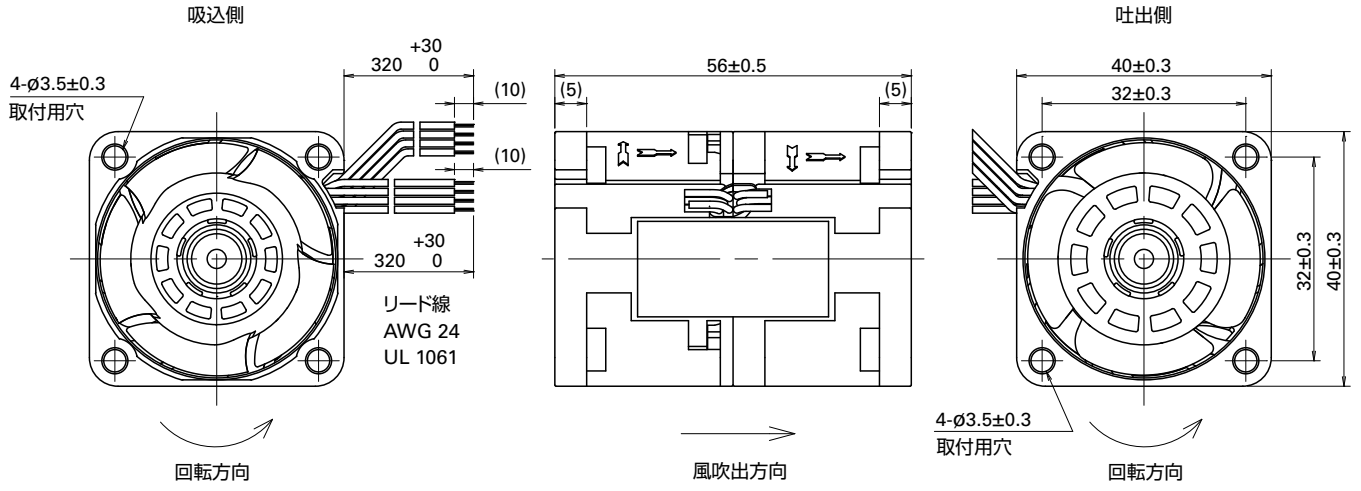 吸込側
吐出側
+30
320 0
4-ø3.5±0.3
取付用穴
(10)
(10)
+30
320 0
リード線
AWG 24
UL 1061
回転方向
56±0.5
(5)
(5)
風吹出方向
40±0.3
32±0.3
32±0.3
40±0.3
4-ø3.5±0.3
取付用穴
回転方向